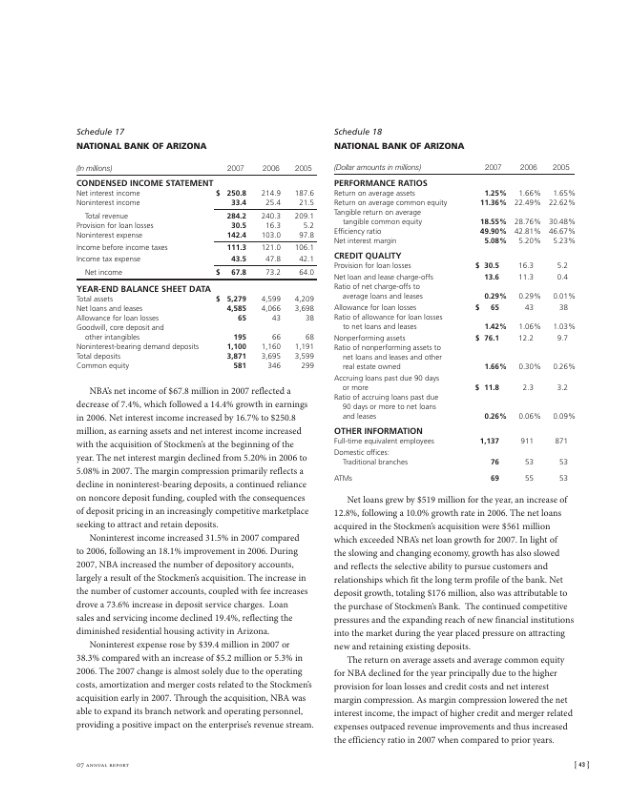 Schedule 17
NATIONAL BANK OF ARIZONA
(In millions) 2007 2006 2005
CONDENSED INCOME STATEMENT
Net interest income $ 250.8 214.9 187.6
Noninterest income 33.4 25.4 21.5
Total revenue 284.2 240.3 209.1
Provision for loan losses 30.5 16.3 5.2
Noninterest expense 142.4 103.0 97.8
Income before income taxes 111.3 121.0 106.1
Income tax expense 43.5 47.8 42.1
Net income $ 67.8 73.2 64.0
YEAR-END BALANCE SHEET DATA
Total assets $ 5,279 4,599 4,209
Net loans and leases 4,585 4,066 3,698
Allowance for loan losses 65 43 38
Goodwill, core deposit and
other intangibles 195 66 68
Noninterest-bearing demand deposits 1,100 1,160 1,191
Total deposits 3,871 3,695 3,599
Common equity 581 346 299
NBA's net income of $67.8 million in 2007 reflected a
decrease of 7.4%, which followed a 14.4% growth in earnings
in 2006. Net interest income increased by 16.7% to $250.8
million, as earning assets and net interest income increased
with the acquisition of Stockmen's at the beginning of the
year. The net interest margin declined from 5.20% in 2006 to
5.08% in 2007. The margin compression primarily reflects a
decline in noninterest-bearing deposits, a continued reliance
on noncore deposit funding, coupled with the consequences
of deposit pricing in an increasingly competitive marketplace
seeking to attract and retain deposits.
Noninterest income increased 31.5% in 2007 compared
to 2006, following an 18.1% improvement in 2006. During
2007, NBA increased the number of depository accounts,
largely a result of the Stockmen's acquisition. The increase in
the number of customer accounts, coupled with fee increases
drove a 73.6% increase in deposit service charges. Loan
sales and servicing income declined 19.4%, reflecting the
diminished residential housing activity in Arizona.
Noninterest expense rose by $39.4 million in 2007 or
38.3% compared with an increase of $5.2 million or 5.3% in
2006. The 2007 change is almost solely due to the operating
costs, amortization and merger costs related to the Stockmen's
acquisition early in 2007. Through the acquisition, NBA was
able to expand its branch network and operating personnel,
providing a positive impact on the enterprise's revenue stream.
Schedule 18
NATIONAL BANK OF ARIZONA
(Dollar amounts in millions) 2007 2006 2005
PERFORMANCE RATIOS
Return on average assets 1.25% 1.66% 1.65%
Return on average common equity 11.36% 22.49% 22.62%
Tangible return on average
tangible common equity 18.55% 28.76% 30.48%
Efficiency ratio 49.90% 42.81% 46.67%
Net interest margin 5.08% 5.20% 5.23%
CREDIT QUALITY
Provision for loan losses $ 30.5 16.3 5.2
Net loan and lease charge-offs 13.6 11.3 0.4
Ratio of net charge-offs to
average loans and leases 0.29% 0.29% 0.01%
Allowance for loan losses $ 65 43 38
Ratio of allowance for loan losses
to net loans and leases 1.42% 1.06% 1.03%
Nonperforming assets $ 76.1 12.2 9.7
Ratio of nonperforming assets to
net loans and leases and other
real estate owned 1.66% 0.30% 0.26%
Accruing loans past due 90 days
or more $ 11.8 2.3 3.2
Ratio of accruing loans past due
90 days or more to net loans
and leases 0.26% 0.06% 0.09%
OTHER INFORMATION
Full-time equivalent employees 1,137 911 871
Domestic offices:
Traditional branches 76 53 53
ATMs 69 55 53
Net loans grew by $519 million for the year, an increase of
12.8%, following a 10.0% growth rate in 2006. The net loans
acquired in the Stockmen's acquisition were $561 million
which exceeded NBA's net loan growth for 2007. In light of
the slowing and changing economy, growth has also slowed
and reflects the selective ability to pursue customers and
relationships which fit the long term profile of the bank. Net
deposit growth, totaling $176 million, also was attributable to
the purchase of Stockmen's Bank. The continued competitive
pressures and the expanding reach of new financial institutions
into the market during the year placed pressure on attracting
new and retaining existing deposits.
The return on average assets and average common equity
for NBA declined for the year principally due to the higher
provision for loan losses and credit costs and net interest
margin compression. As margin compression lowered the net
interest income, the impact of higher credit and merger related
expenses outpaced revenue improvements and thus increased
the efficiency ratio in 2007 when compared to prior years.
07 ANNUAL REPORT [ 43 ]